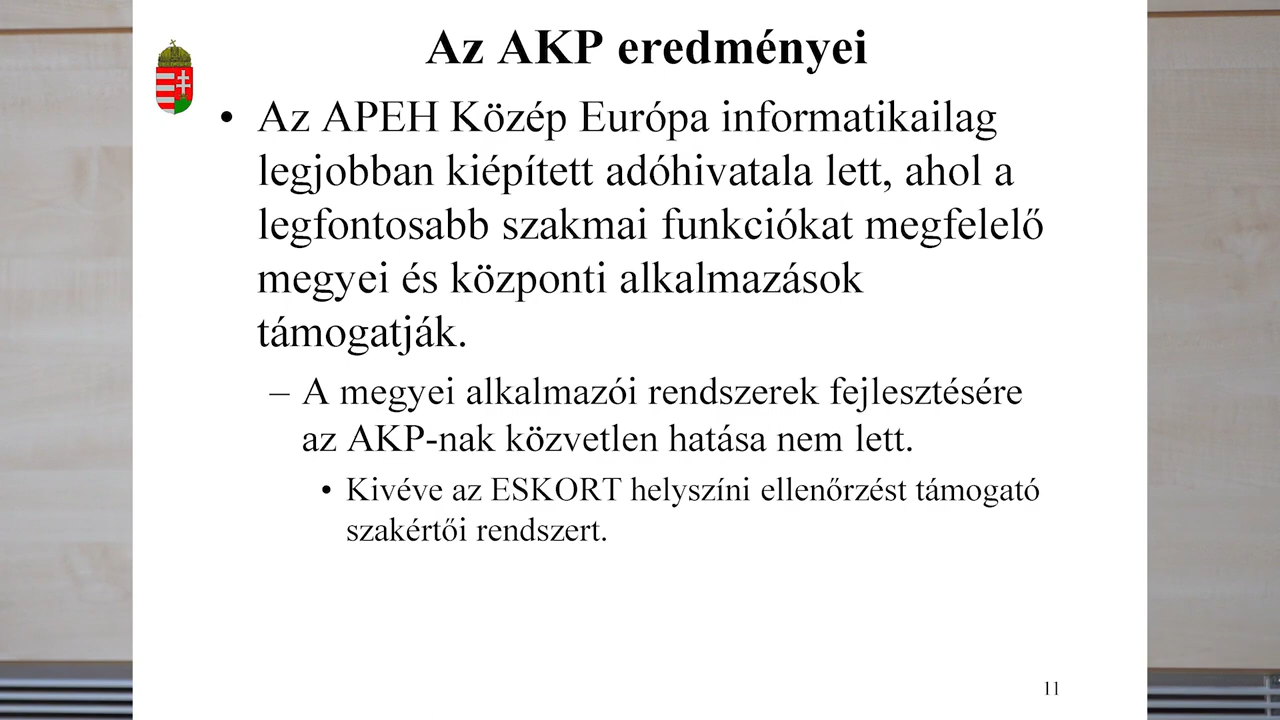 Az AKP eredményei
• Az APEH Közép Európa informatikailag
legjobban kiépített adóhivatala lett, ahol a
legfontosabb szakmai funkciókat megfelelő
megyei és központi alkalmazások
támogatják.
– A megyei alkalmazói rendszerek fejlesztésére
az AKP-nak közvetlen hatása nem lett.
• Kivéve az ESKORT helyszíni ellenőrzést támogató
szakértői rendszert.
11